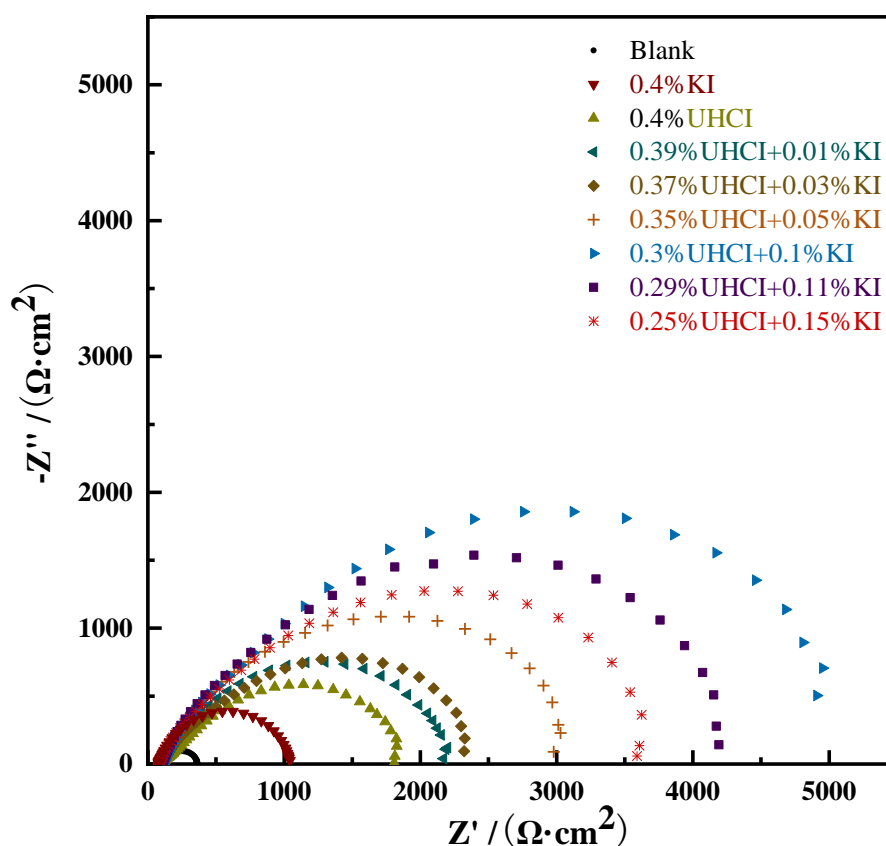 Blank
0.4%KI
0.4%UHCI
0.39%UHCI+0.01%KI
0.37%UHCI+0.03%KI
0.35%UHCI+0.05%KI
0.3%UHCI+0.1%KI
0.29%UHCI+0.11%KI
0.25%UHCI+0.15%KI
-Z'' / (Ω·cm²)
5000
4000
3000
2000
1000
0
0 1000 2000 3000 4000 5000
Z' / (Ω·cm²)